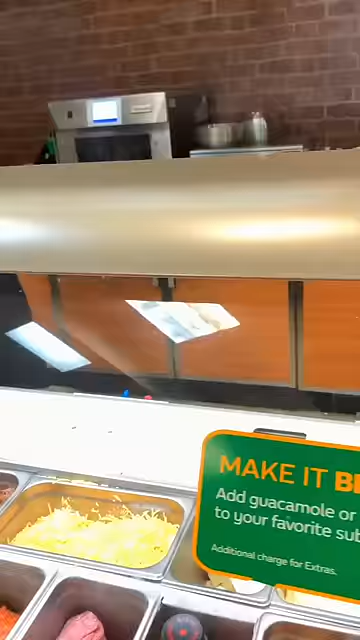 MAKE IT
Add guacamole or
to your favorite sub
Additional charge for Extras.